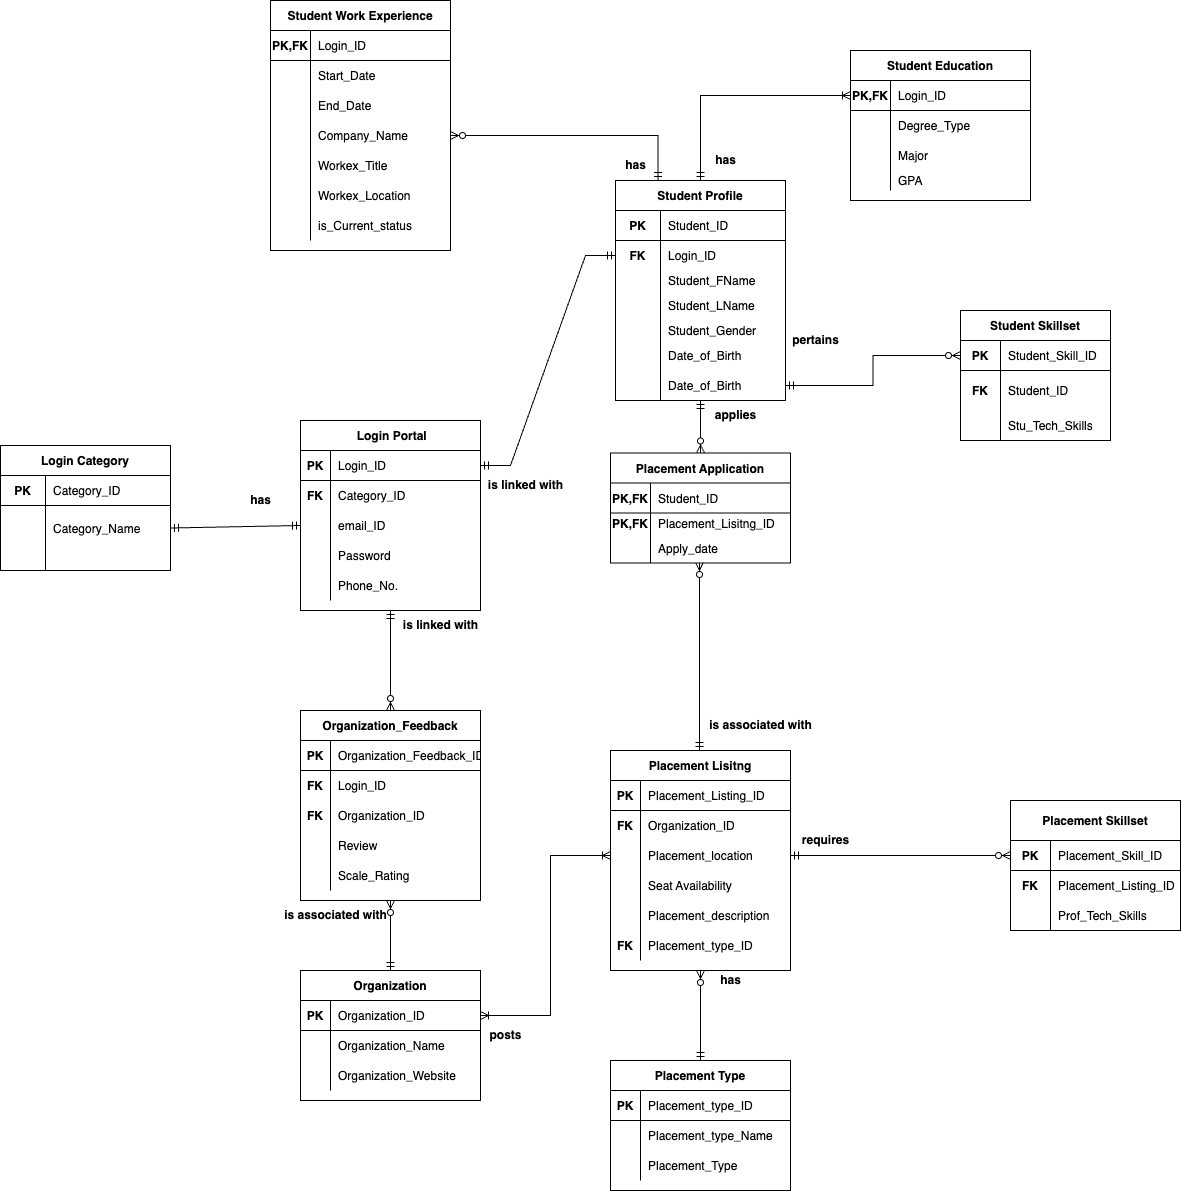 Student Work Experience
PK,FK Login_ID
Start_Date
End_Date
Company_Name
Workex_Title
Workex_Location
is_Current_status
Student Education
PK,FK Login_ID
Degree_Type
Major
GPA
has
has
Student Profile
PK Student_ID
FK Login_ID
Student_FName
Student_LName
Student_Gender
Date_of_Birth
Date_of_Birth
pertains
Student Skillset
PK Student_Skill_ID
FK Student_ID
Stu_Tech_Skills
applies
Login Category
PK Category_ID
Category_Name
has
Login Portal
PK Login_ID
FK Category_ID
email_ID
Password
Phone_No.
is linked with
Placement Application
PK,FK Student_ID
PK,FK Placement_Lisitng_ID
Apply_date
is linked with
Organization_Feedback
PK Organization_Feedback_ID
FK Login_ID
FK Organization_ID
Review
Scale_Rating
is associated with
is associated with
Placement Lisitng
PK Placement_Listing_ID
FK Organization_ID
Placement_location
Seat Availability
Placement_description
FK Placement_type_ID
requires
Placement Skillset
PK Placement_Skill_ID
FK Placement_Listing_ID
Prof_Tech_Skills
Organization
PK Organization_ID
Organization_Name
Organization_Website
posts
has
Placement Type
PK Placement_type_ID
Placement_type_Name
Placement_Type